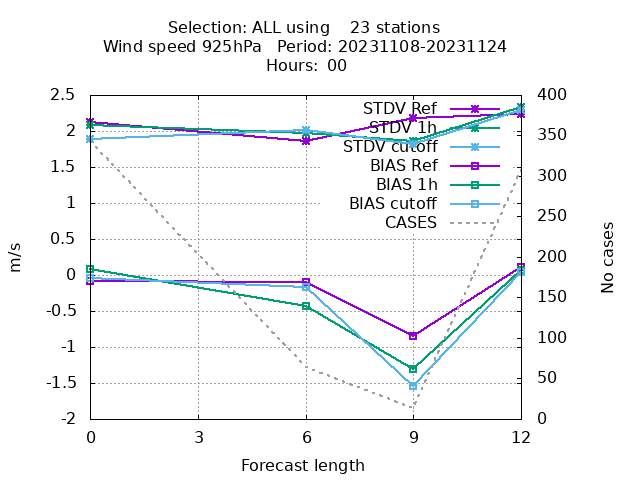 Selection: ALL using    23 stations
Wind speed 925hPa   Period: 20231108-20231124
Hours:  00
2.5
2
1.5
1
0.5
0
-0.5
-1
-1.5
-2
m/s
STDV Ref
STDV 1h
STDV cutoff
BIAS Ref
BIAS 1h
BIAS cutoff
CASES
400
350
300
250
200
150
100
50
0
No cases
0 3 6 9 12
Forecast length